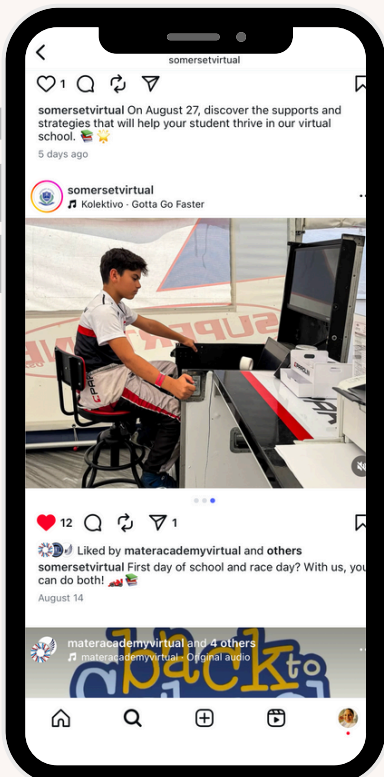 somersetvirtual
1
somersetvirtual On August 27, discover the supports and
strategies that will help your student thrive in our virtual
school.
5 days ago
somersetvirtual
Kolektivo · Gotta Go Faster
12
1
Liked by materacademyvirtual and others
somersetvirtual First day of school and race day? With us, you
can do both!
August 14
materacademyvirtual and 4 others
materacademyvirtual · Original audio
back
to